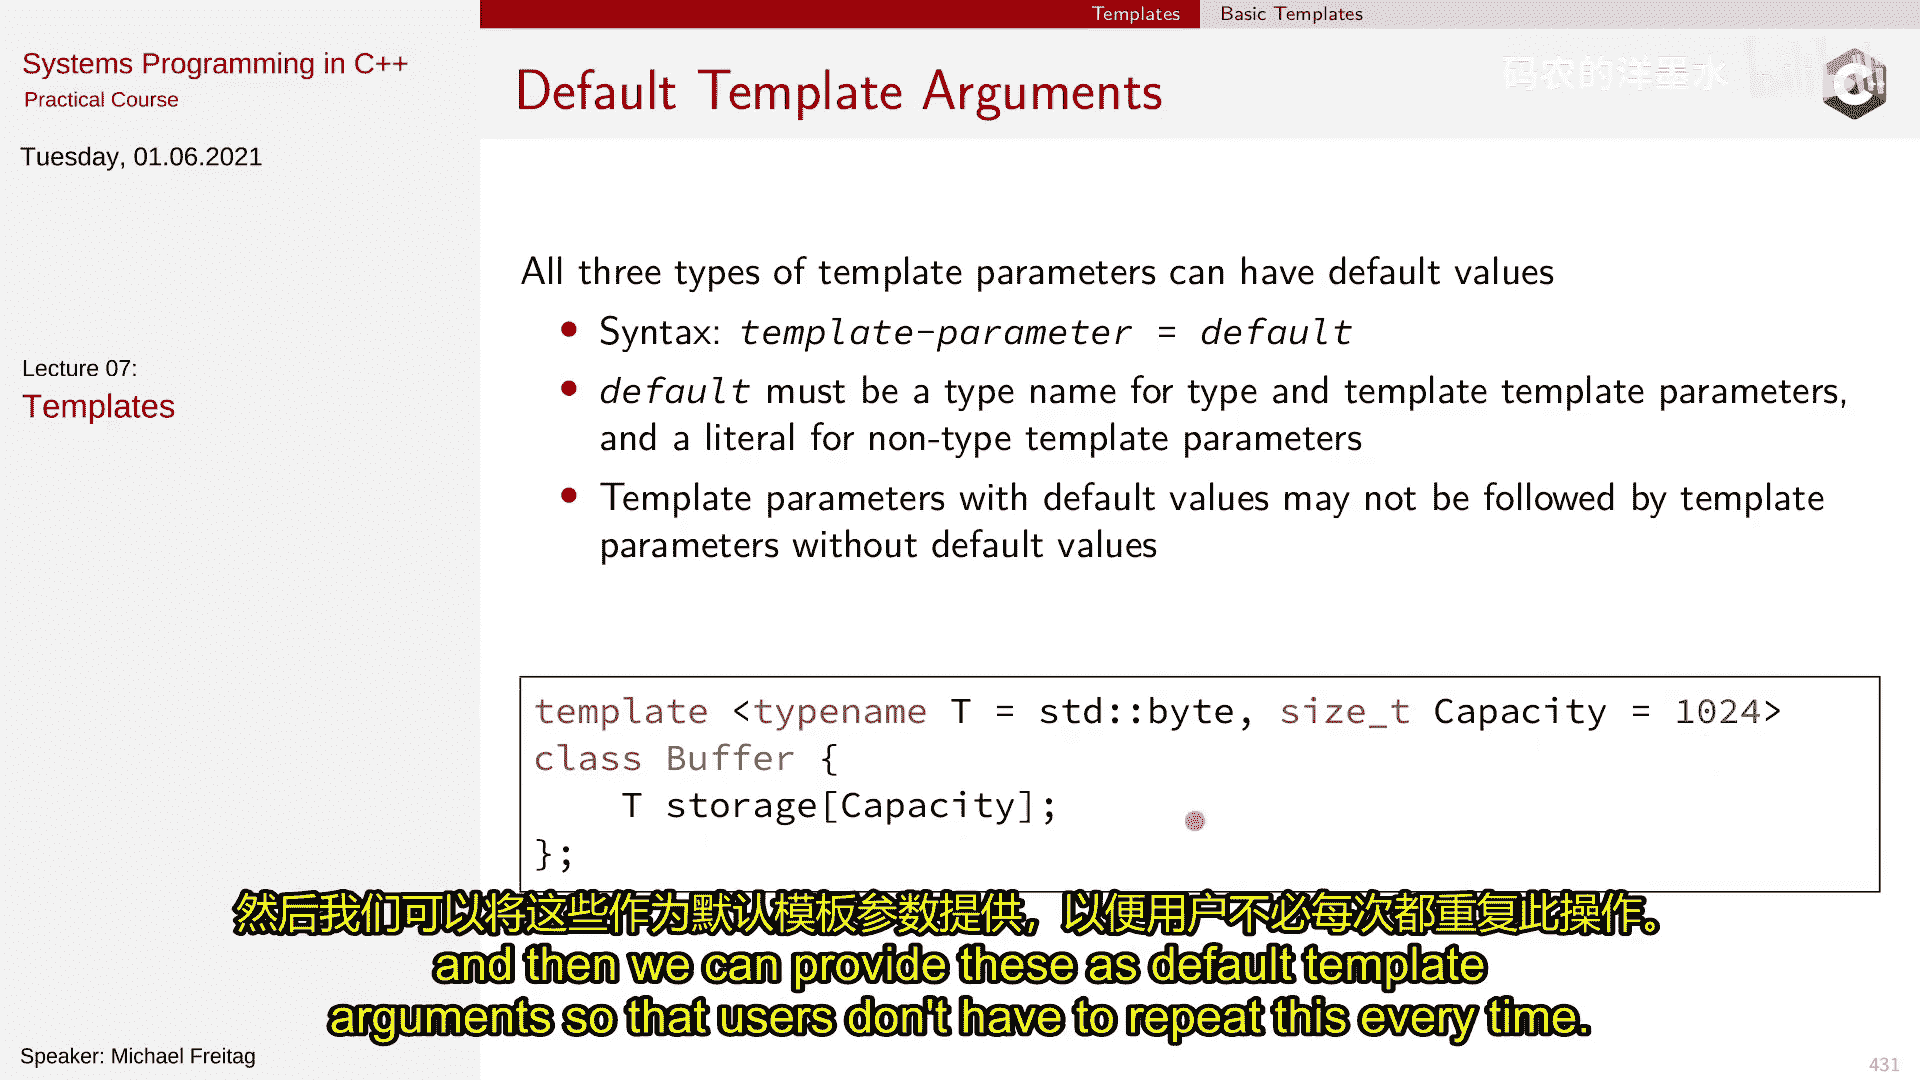 Templates Basic Templates
Systems Programming in C++
Practical Course
Default Template Arguments
码农的洋墨水
Tuesday, 01.06.2021
All three types of template parameters can have default values
Syntax: template-parameter = default
default must be a type name for type and template template parameters,
and a literal for non-type template parameters
Lecture 07:
Templates
Template parameters with default values may not be followed by template
parameters without default values
template <typename T = std::byte, size_t Capacity = 1024>
class Buffer {
T storage[Capacity];
};
然后我们可以将这些作为默认模板参数提供，以便用户不必每次都重复此操作。
and then we can provide these as default template
arguments so that users don't have to repeat this every time.
Speaker: Michael Freitag
431